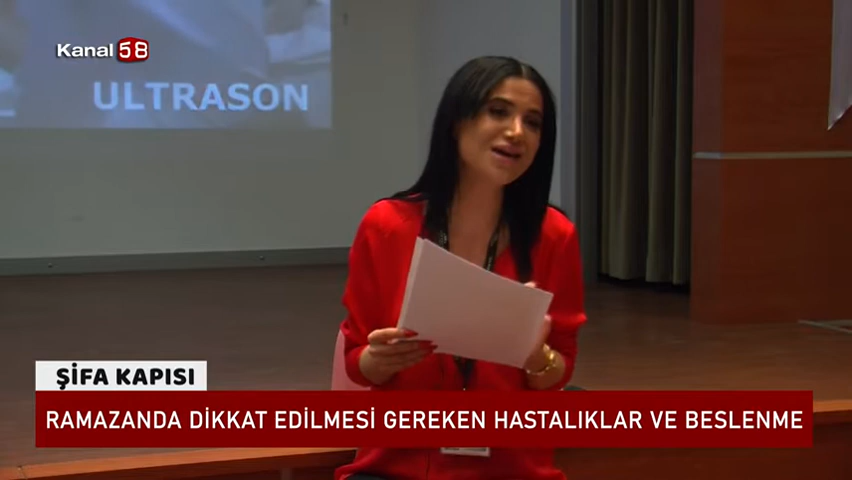 Kanal 58
ULTRASON
ŞİFA KAPISI
RAMAZANDA DİKKAT EDİLMESİ GEREKEN HASTALIKLAR VE BESLENME